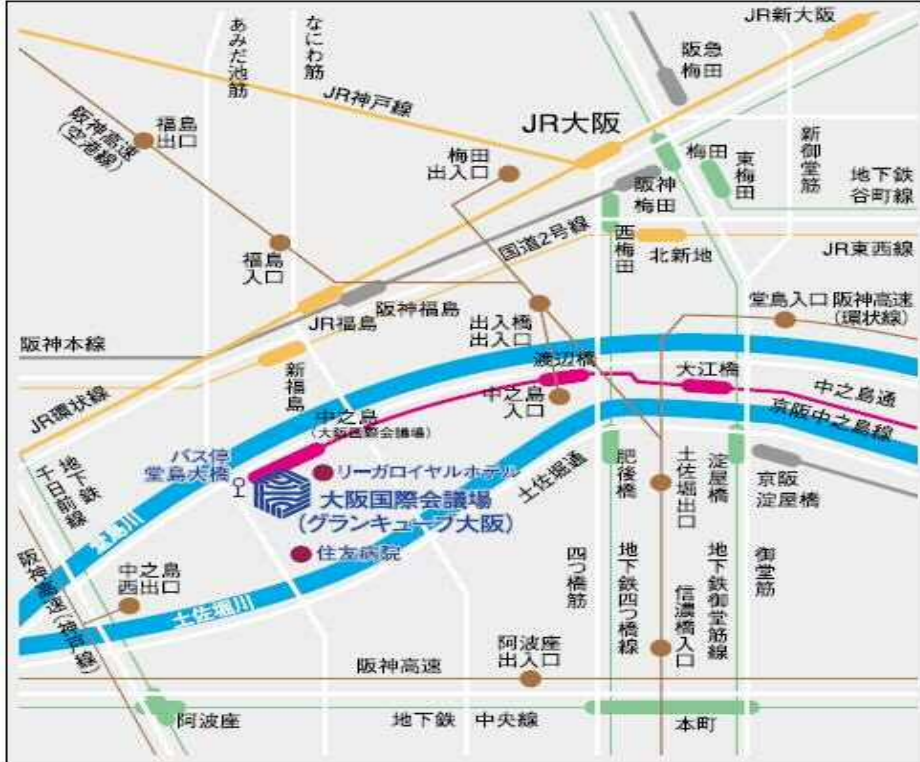 JR新大阪
あみだ池筋
なにわ筋
阪急
梅田
JR神戸線
阪神高速
(空港線)
福島
出口
JR大阪
新御堂筋
梅田
出入口
梅田
東梅田
阪神
梅田
地下鉄
谷町線
西梅田
国道2号線
北新地
JR東西線
福島
入口
阪神福島
JR福島
出入橋
出入口
堂島入口
阪神高速
(環状線)
阪神本線
新福島
渡辺橋
大江橋
中之島
入口
中之島通
京阪中之島線
JR環状線
中之島
(大阪国際会議場)
バス停
堂島大橋
リーガロイヤルホテル
大阪国際会議場
(グランキューブ大阪)
土佐堀通
肥後橋
土佐堀出口
淀屋橋
京阪
淀屋橋
地下鉄
千日前線
堂島川
住友病院
阪神高速(神戸線)
中之島
西出口
土佐堀川
四つ橋筋
地下鉄四つ橋線
信濃橋入口
地下鉄御堂筋線
御堂筋
阿波座
出入口
阪神高速
阿波座
地下鉄 中央線
本町